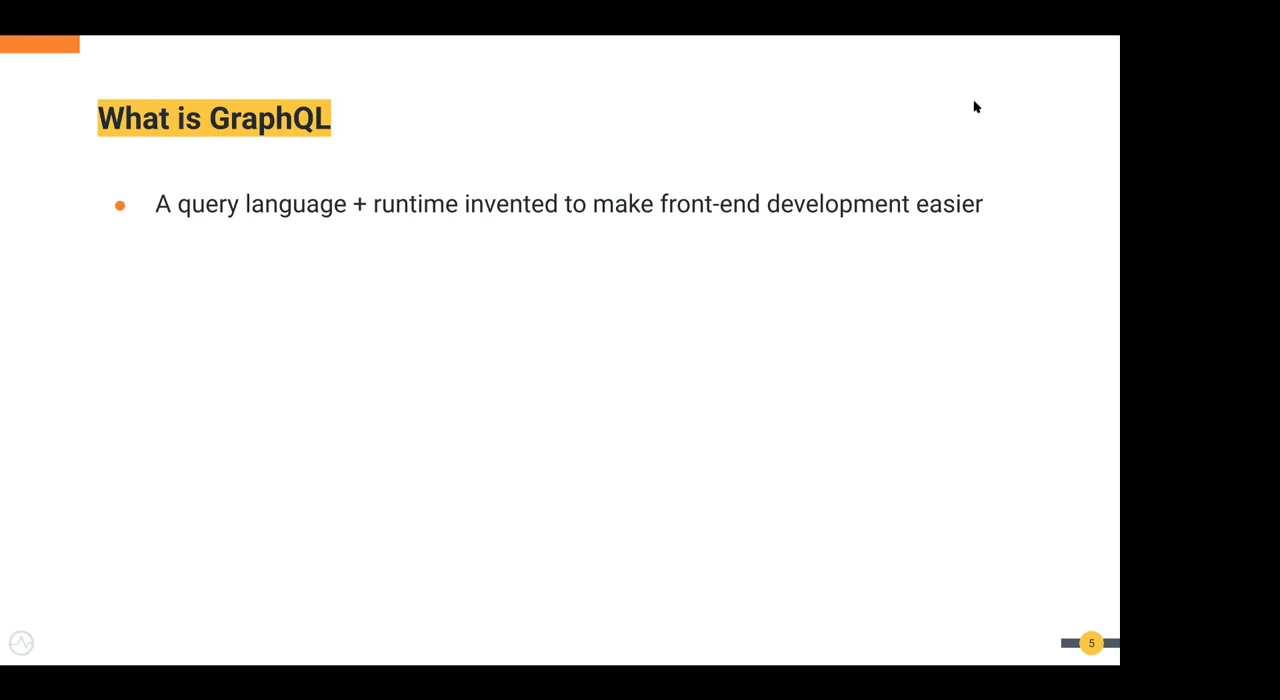 What is GraphQL
A query language + runtime invented to make front-end development easier
5